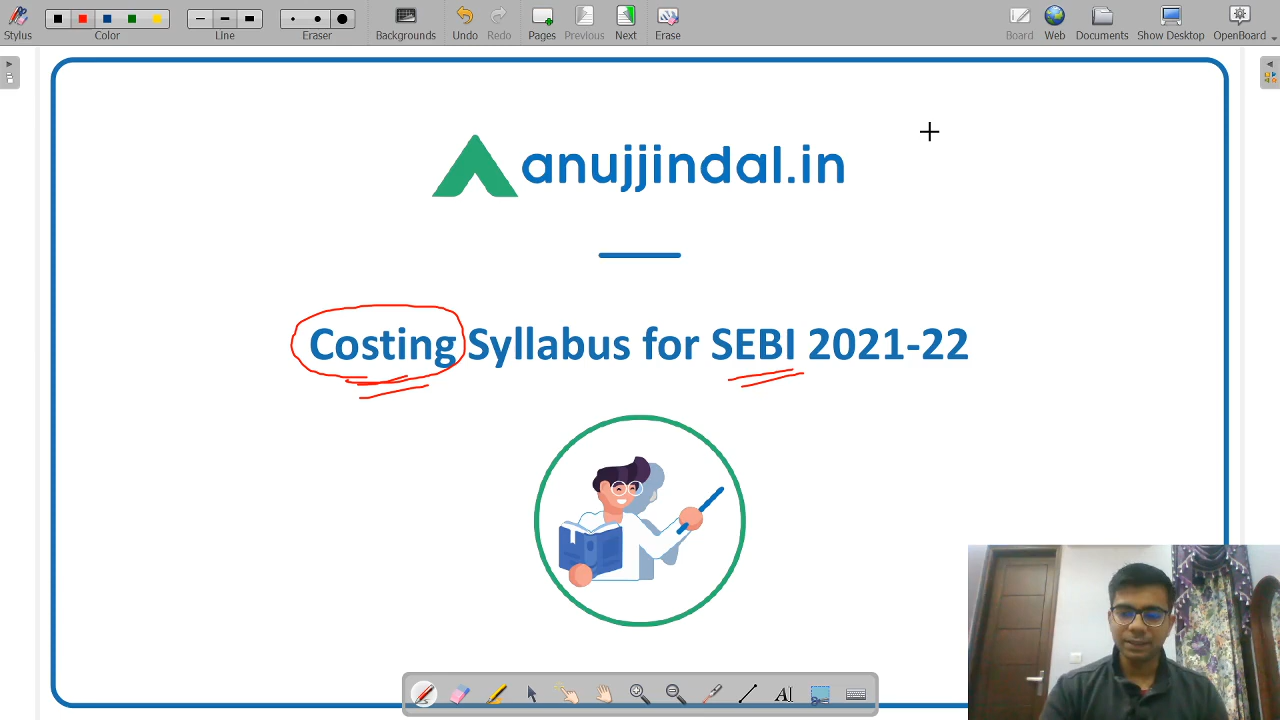 Stylus
Color
Line
Eraser
Backgrounds
Undo
Redo
Pages
Previous
Next
Erase
Board
Web
Documents
Show Desktop
OpenBoard
anujjindal.in
Costing Syllabus for SEBI 2021-22